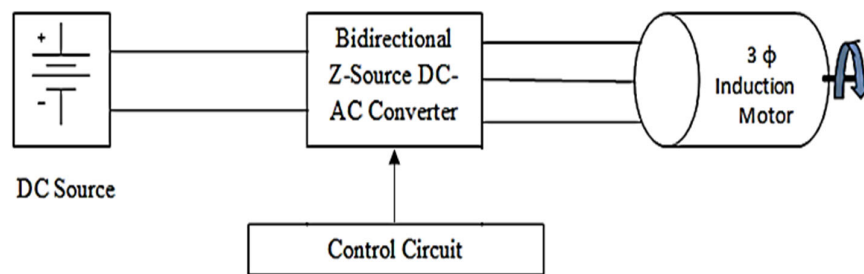 +
-
DC Source
Bidirectional
Z-Source DC-
AC Converter
3 ϕ
Induction
Motor
Control Circuit